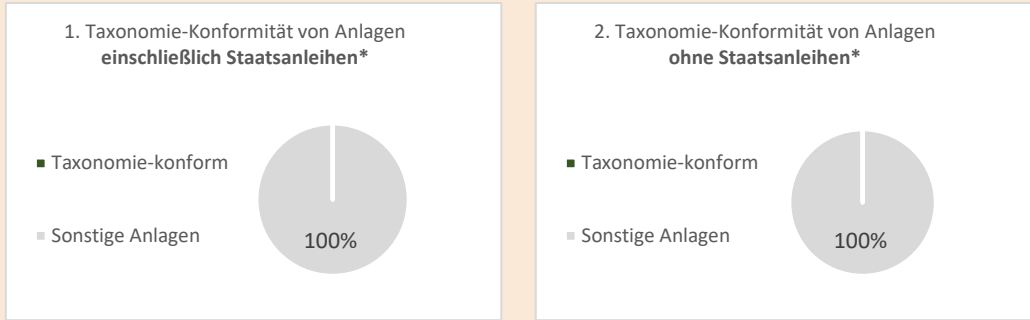 1. Taxonomie-Konformität von Anlagen
einschließlich Staatsanleihen*
Taxonomie-konform
Sonstige Anlagen
100%
2. Taxonomie-Konformität von Anlagen
ohne Staatsanleihen*
Taxonomie-konform
Sonstige Anlagen
100%